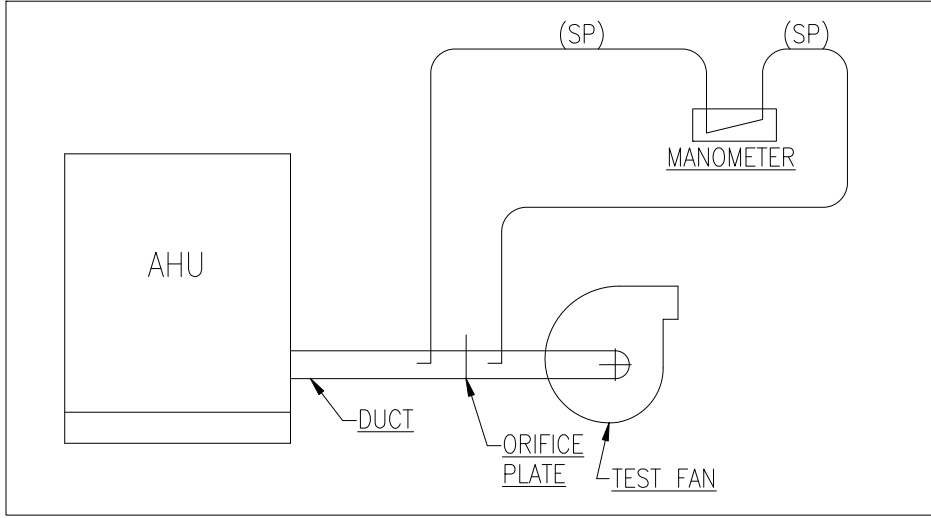 (SP)
(SP)
MANOMETER
AHU
DUCT
ORIFICE
PLATE
TEST FAN